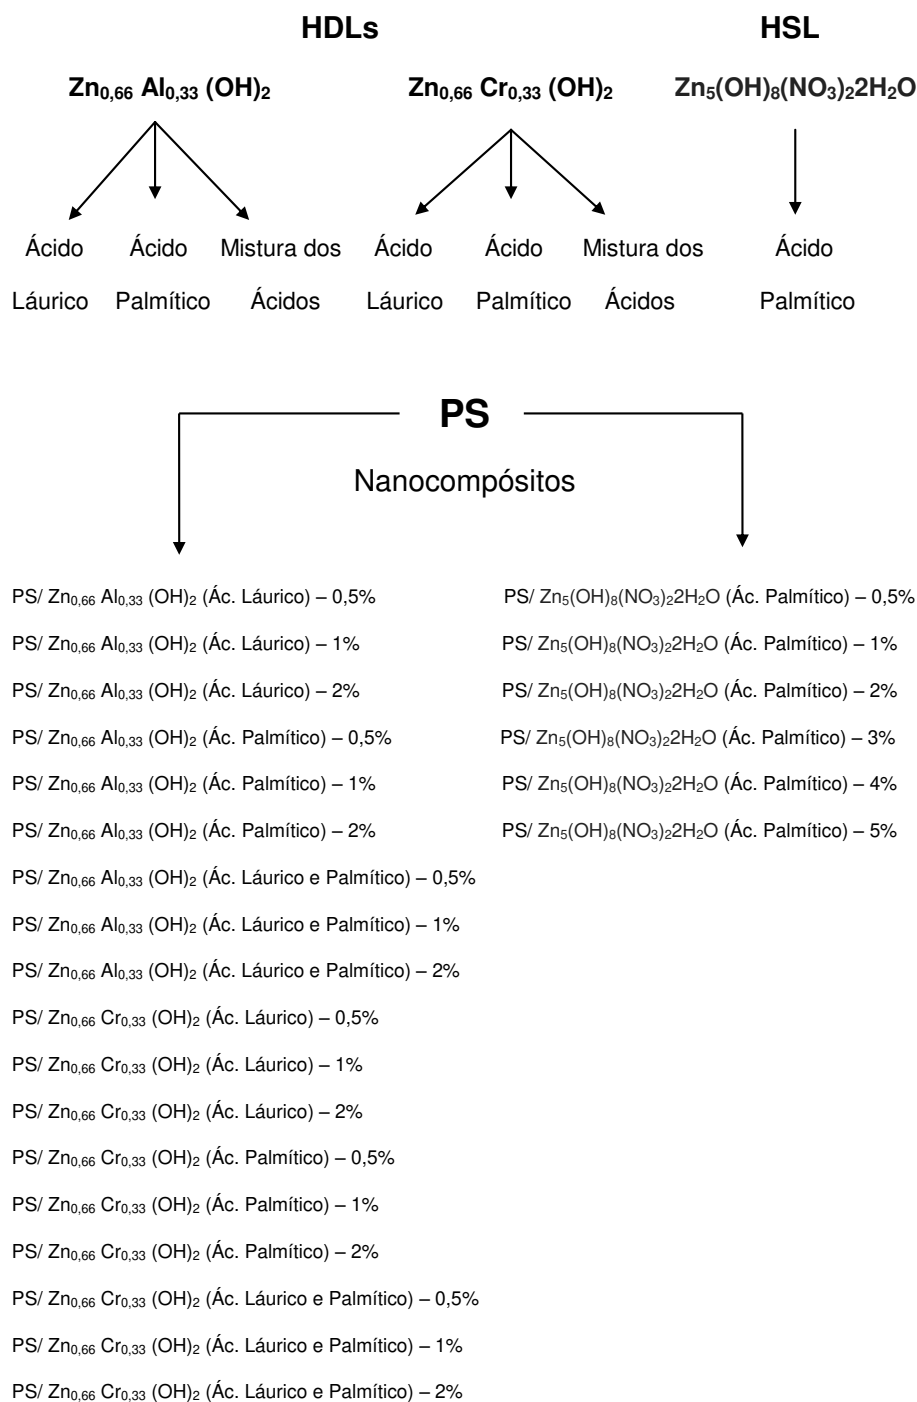 HDLs HSL
Zn0,66 Al0,33 (OH)2 Zn0,66 Cr0,33 (OH)2 Zn5(OH)8(NO3)22H2O
Ácido Ácido Mistura dos Ácido Ácido Mistura dos Ácido
Láurico Palmítico Ácidos Láurico Palmítico Ácidos Palmítico
PS
Nanocompósitos
PS/ Zn0,66 Al0,33 (OH)2 (Ác. Láurico) – 0,5% PS/ Zn5(OH)8(NO3)22H2O (Ác. Palmítico) – 0,5%
PS/ Zn0,66 Al0,33 (OH)2 (Ác. Láurico) – 1% PS/ Zn5(OH)8(NO3)22H2O (Ác. Palmítico) – 1%
PS/ Zn0,66 Al0,33 (OH)2 (Ác. Láurico) – 2% PS/ Zn5(OH)8(NO3)22H2O (Ác. Palmítico) – 2%
PS/ Zn0,66 Al0,33 (OH)2 (Ác. Palmítico) – 0,5% PS/ Zn5(OH)8(NO3)22H2O (Ác. Palmítico) – 3%
PS/ Zn0,66 Al0,33 (OH)2 (Ác. Palmítico) – 1% PS/ Zn5(OH)8(NO3)22H2O (Ác. Palmítico) – 4%
PS/ Zn0,66 Al0,33 (OH)2 (Ác. Palmítico) – 2% PS/ Zn5(OH)8(NO3)22H2O (Ác. Palmítico) – 5%
PS/ Zn0,66 Al0,33 (OH)2 (Ác. Láurico e Palmítico) – 0,5%
PS/ Zn0,66 Al0,33 (OH)2 (Ác. Láurico e Palmítico) – 1%
PS/ Zn0,66 Al0,33 (OH)2 (Ác. Láurico e Palmítico) – 2%
PS/ Zn0,66 Cr0,33 (OH)2 (Ác. Láurico) – 0,5%
PS/ Zn0,66 Cr0,33 (OH)2 (Ác. Láurico) – 1%
PS/ Zn0,66 Cr0,33 (OH)2 (Ác. Láurico) – 2%
PS/ Zn0,66 Cr0,33 (OH)2 (Ác. Palmítico) – 0,5%
PS/ Zn0,66 Cr0,33 (OH)2 (Ác. Palmítico) – 1%
PS/ Zn0,66 Cr0,33 (OH)2 (Ác. Palmítico) – 2%
PS/ Zn0,66 Cr0,33 (OH)2 (Ác. Láurico e Palmítico) – 0,5%
PS/ Zn0,66 Cr0,33 (OH)2 (Ác. Láurico e Palmítico) – 1%
PS/ Zn0,66 Cr0,33 (OH)2 (Ác. Láurico e Palmítico) – 2%